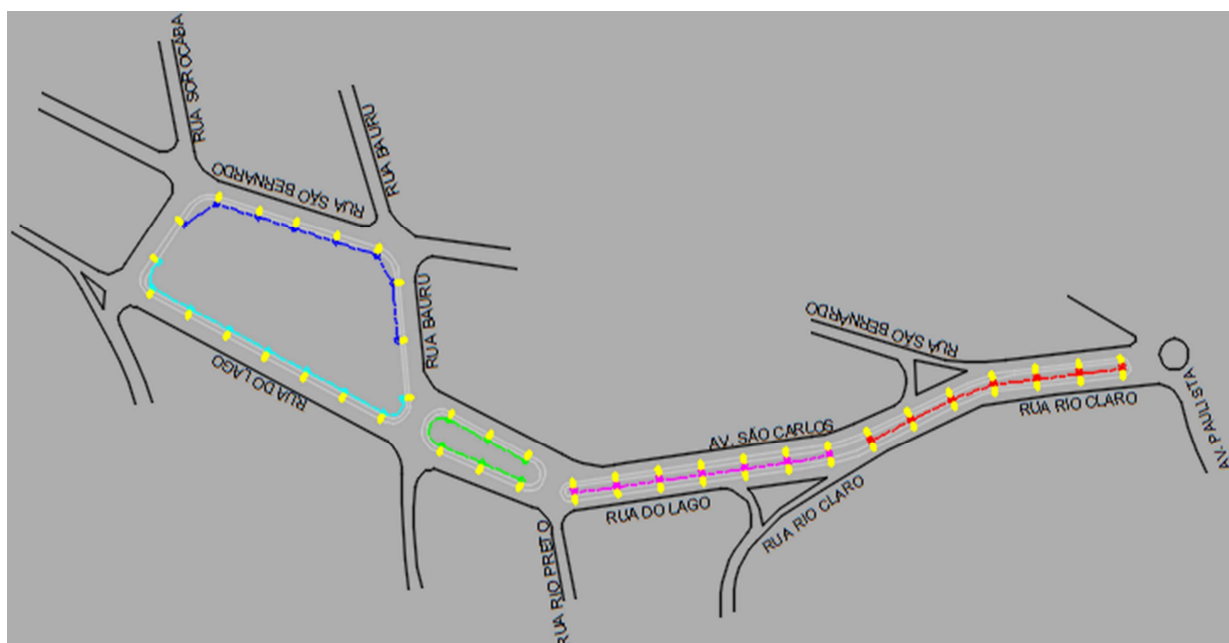 RUA SOROCABA
RUA BAURU
RUA SÃO BERNARDO
RUA BAURU
RUA DO LAGO
RUA SÃO BERNARDO
AV. PAULISTA
RUA RIO CLARO
AV. SÃO CARLOS
RUA DO LAGO
RUA RIO CLARO
RUA RIO PRETO